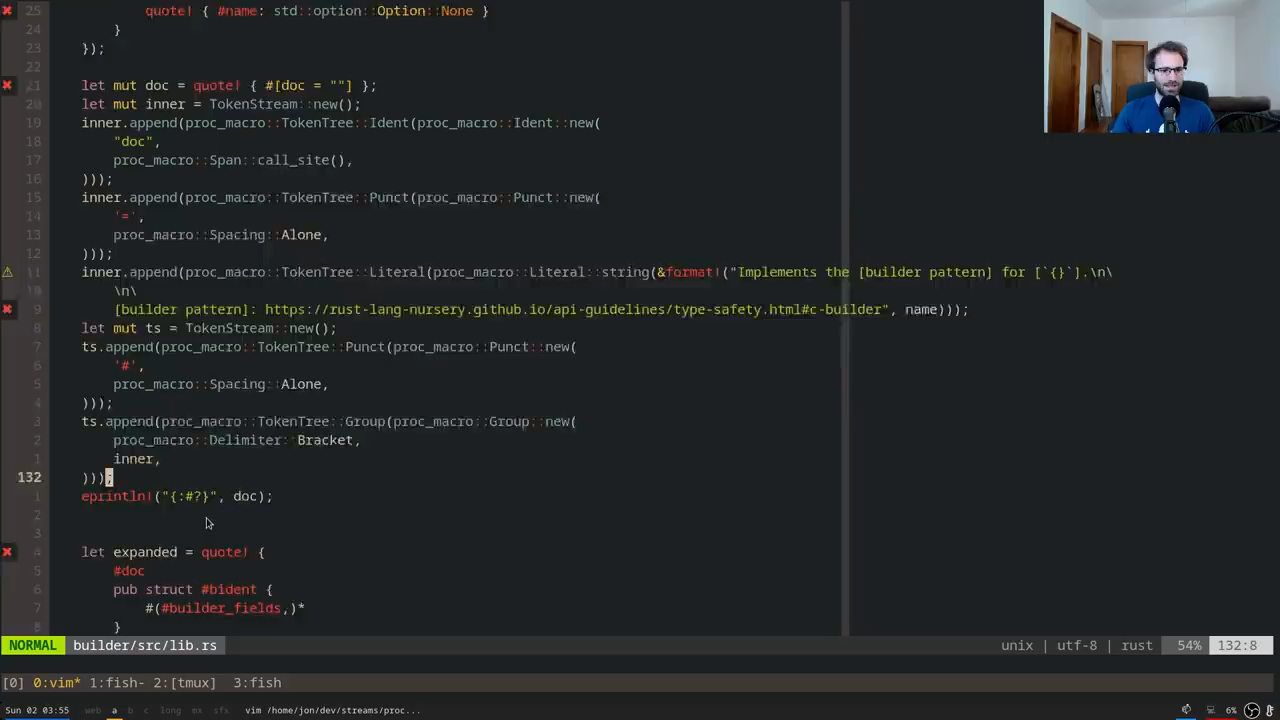 ✖ 25             quote! { #name: std::option::Option::None }
24         }
23     });
22
✖ 21     let mut doc = quote! { #[doc = ""] };
20     let mut inner = TokenStream::new();
19     inner.append(proc_macro::TokenTree::Ident(proc_macro::Ident::new(
18         "doc",
17         proc_macro::Span::call_site(),
16     )));
15     inner.append(proc_macro::TokenTree::Punct(proc_macro::Punct::new(
14         '=',
13         proc_macro::Spacing::Alone,
12     )));
⚠ 11     inner.append(proc_macro::TokenTree::Literal(proc_macro::Literal::string(&format!("Implements the [builder pattern] for [`{}`].\n\
10         \n\
✖ 9         [builder pattern]: https://rust-lang-nursery.github.io/api-guidelines/type-safety.html#c-builder", name)));
8     let mut ts = TokenStream::new();
7     ts.append(proc_macro::TokenTree::Punct(proc_macro::Punct::new(
6         '#',
5         proc_macro::Spacing::Alone,
4     )));
3     ts.append(proc_macro::TokenTree::Group(proc_macro::Group::new(
2         proc_macro::Delimiter::Bracket,
1         inner,
132     )));
1     eprintln!("{:#?}", doc);
2
3
✖ 4     let expanded = quote! {
5         #doc
6         pub struct #bident {
7             #(#builder_fields,)*
8         }
NORMAL builder/src/lib.rs unix | utf-8 | rust 54% 132:8
[0] 0:vim* 1:fish- 2:[tmux] 3:fish
Sun 02 03:55 web a b c long mx sfx vim /home/jon/dev/streams/proc... 6%